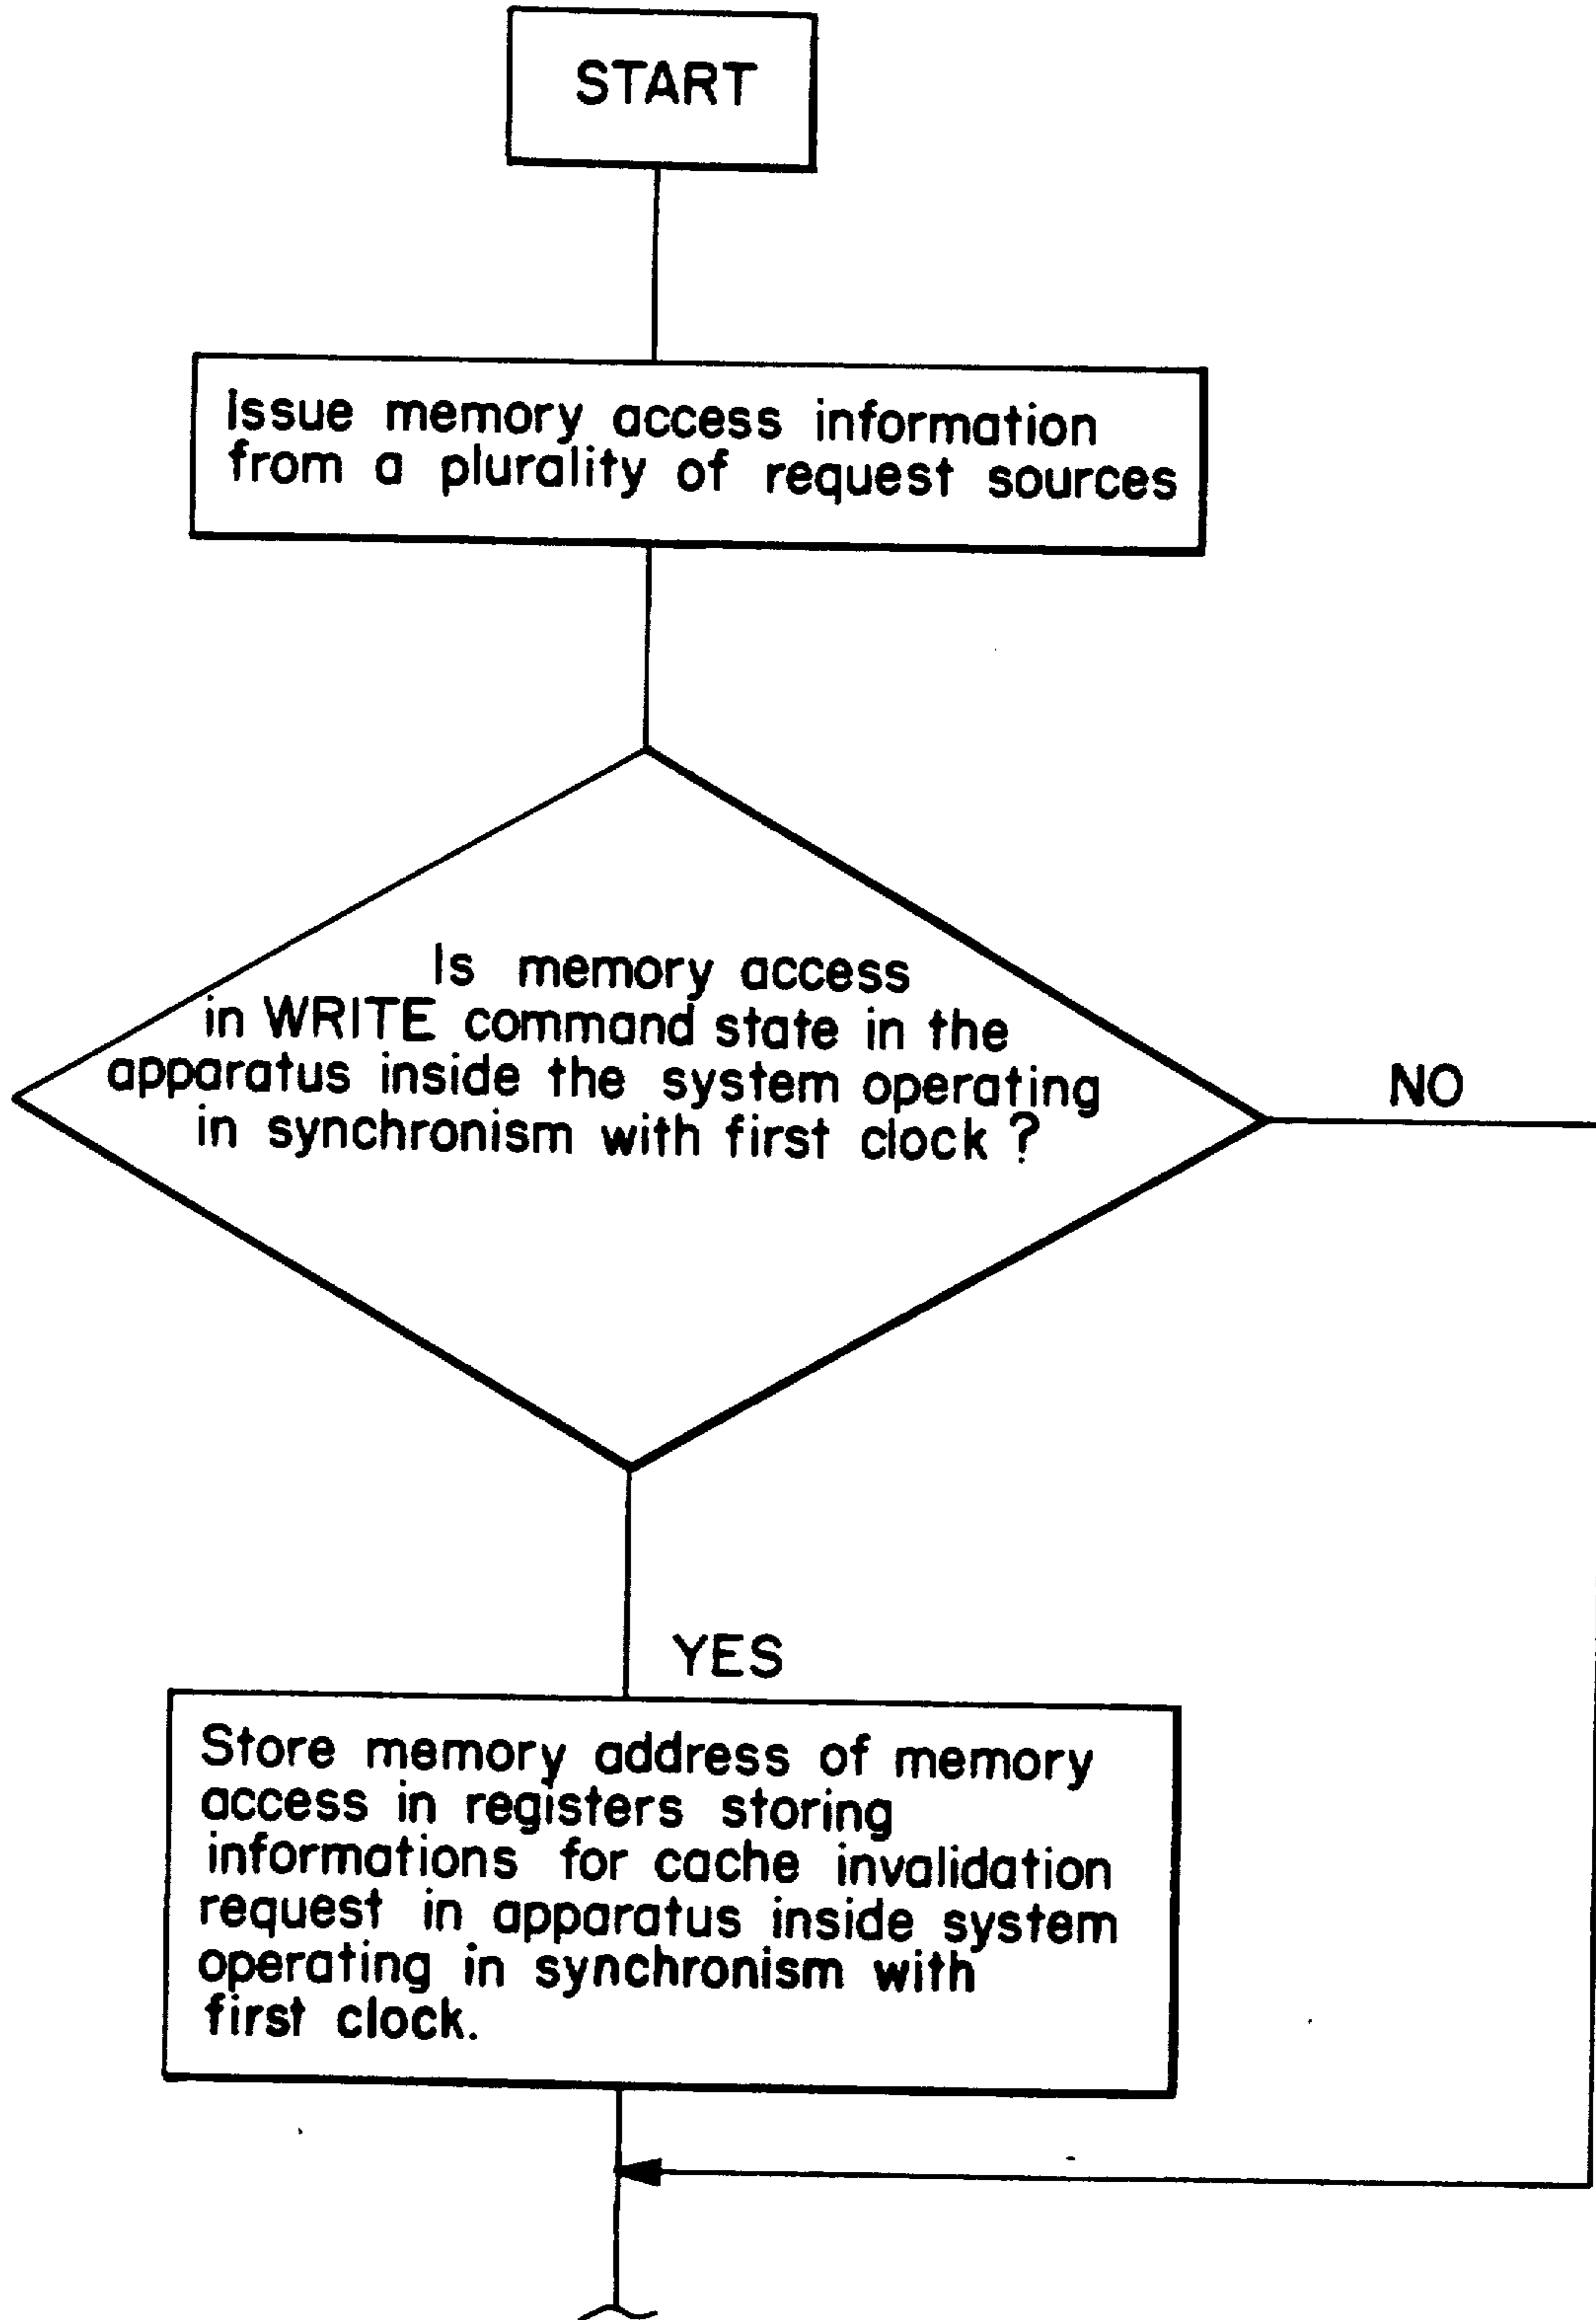 START
Issue memory access information
from a plurality of request sources
Is memory access
in WRITE command state in the
apparatus inside the system operating
in synchronism with first clock ?
NO
YES
Store memory address of memory
access in registers storing
informations for cache invalidation
request in apparatus inside system
operating in synchronism with
first clock.